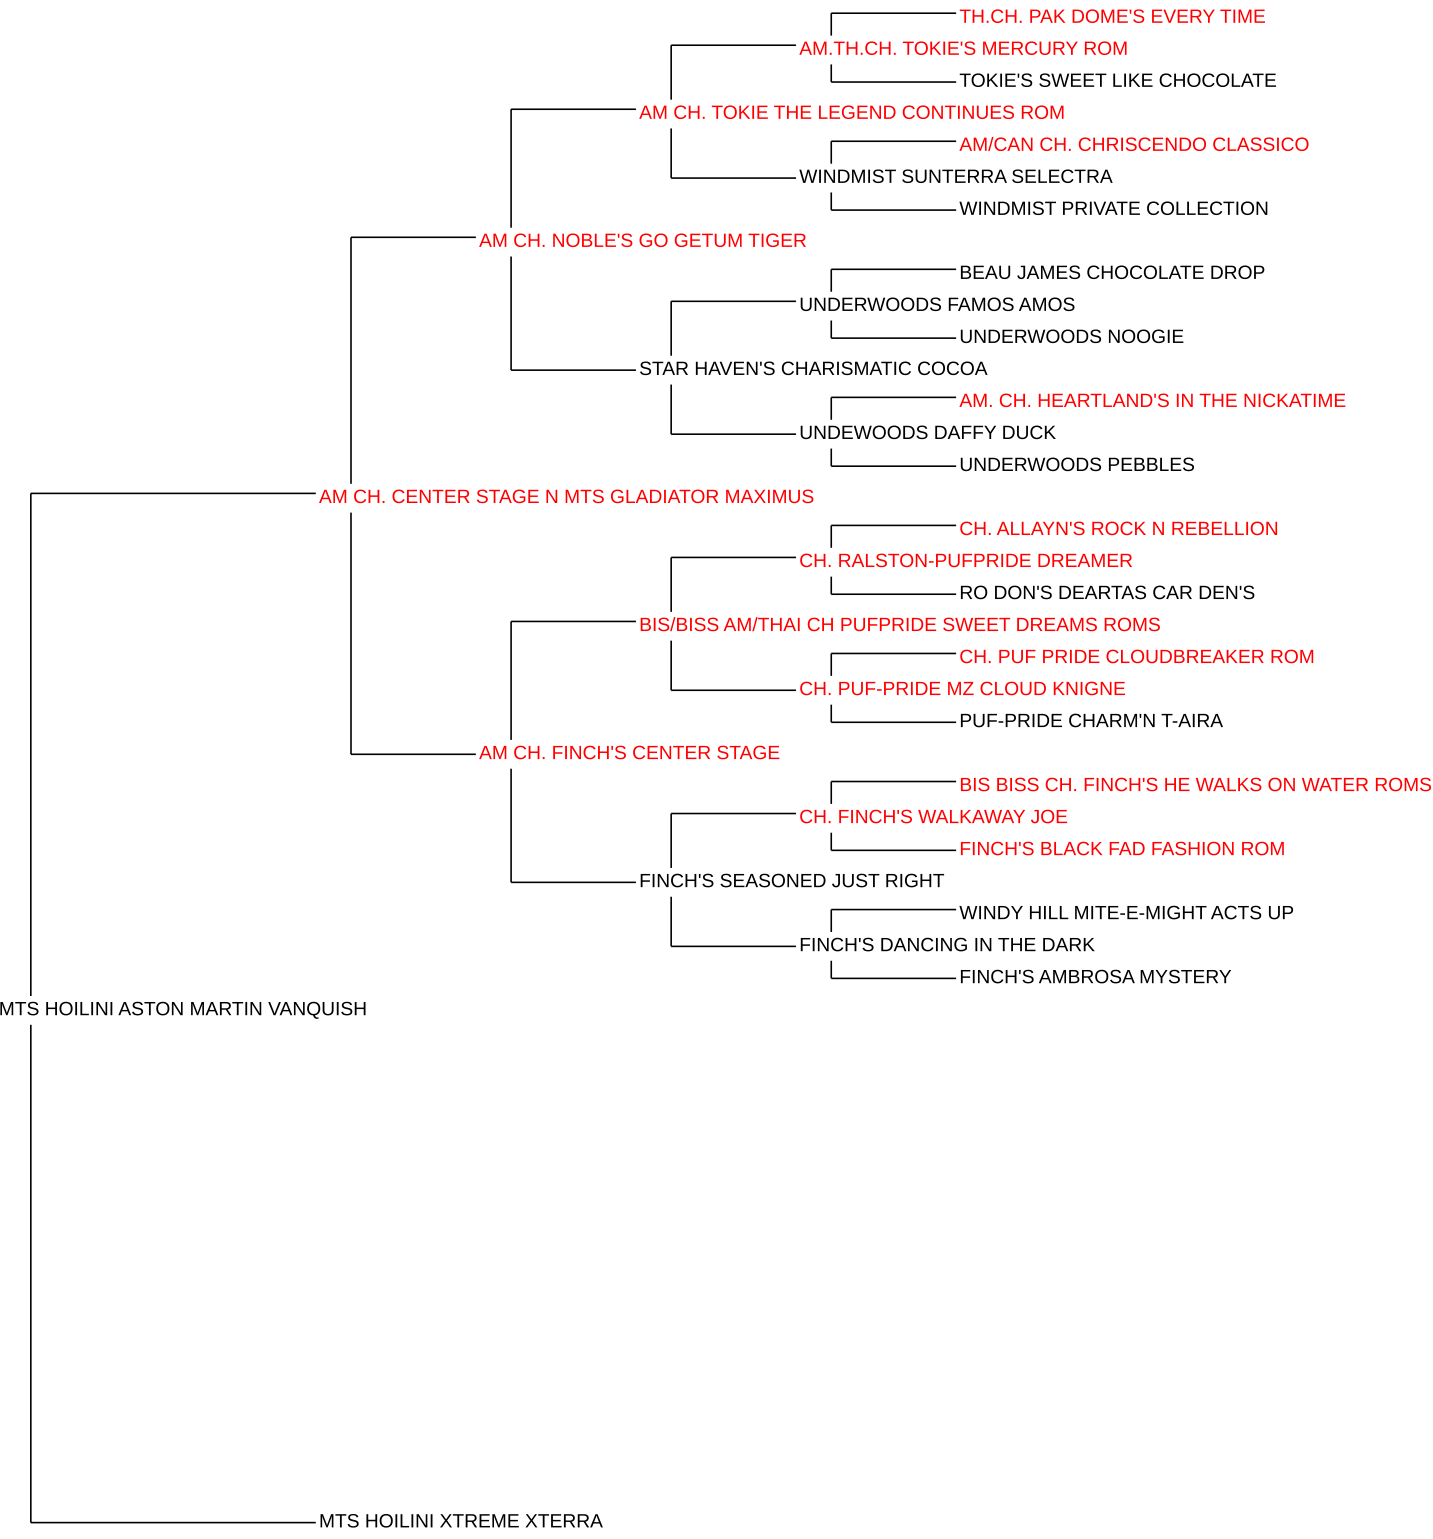 TH.CH. PAK DOME'S EVERY TIME
AM.TH.CH. TOKIE'S MERCURY ROM
TOKIE'S SWEET LIKE CHOCOLATE
AM CH. TOKIE THE LEGEND CONTINUES ROM
AM/CAN CH. CHRISCENDO CLASSICO
WINDMIST SUNTERRA SELECTRA
WINDMIST PRIVATE COLLECTION
AM CH. NOBLE'S GO GETUM TIGER
BEAU JAMES CHOCOLATE DROP
UNDERWOODS FAMOS AMOS
UNDERWOODS NOOGIE
STAR HAVEN'S CHARISMATIC COCOA
AM. CH. HEARTLAND'S IN THE NICKATIME
UNDEWOODS DAFFY DUCK
UNDERWOODS PEBBLES
AM CH. CENTER STAGE N MTS GLADIATOR MAXIMUS
CH. ALLAYN'S ROCK N REBELLION
CH. RALSTON-PUFPRIDE DREAMER
RO DON'S DEARTAS CAR DEN'S
BIS/BISS AM/THAI CH PUFPRIDE SWEET DREAMS ROMS
CH. PUF PRIDE CLOUDBREAKER ROM
CH. PUF-PRIDE MZ CLOUD KNIGNE
PUF-PRIDE CHARM'N T-AIRA
AM CH. FINCH'S CENTER STAGE
BIS BISS CH. FINCH'S HE WALKS ON WATER ROMS
CH. FINCH'S WALKAWAY JOE
FINCH'S BLACK FAD FASHION ROM
FINCH'S SEASONED JUST RIGHT
WINDY HILL MITE-E-MIGHT ACTS UP
FINCH'S DANCING IN THE DARK
FINCH'S AMBROSA MYSTERY
MTS HOILINI ASTON MARTIN VANQUISH
MTS HOILINI XTREME XTERRA